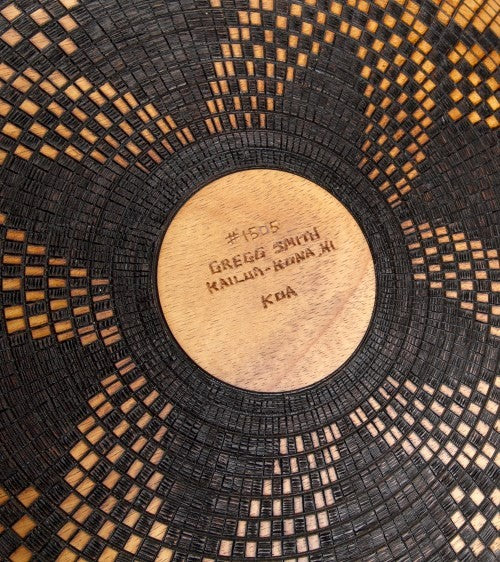 #1505
GREGG SMITH
KAILUA-KONA, HI
KOA